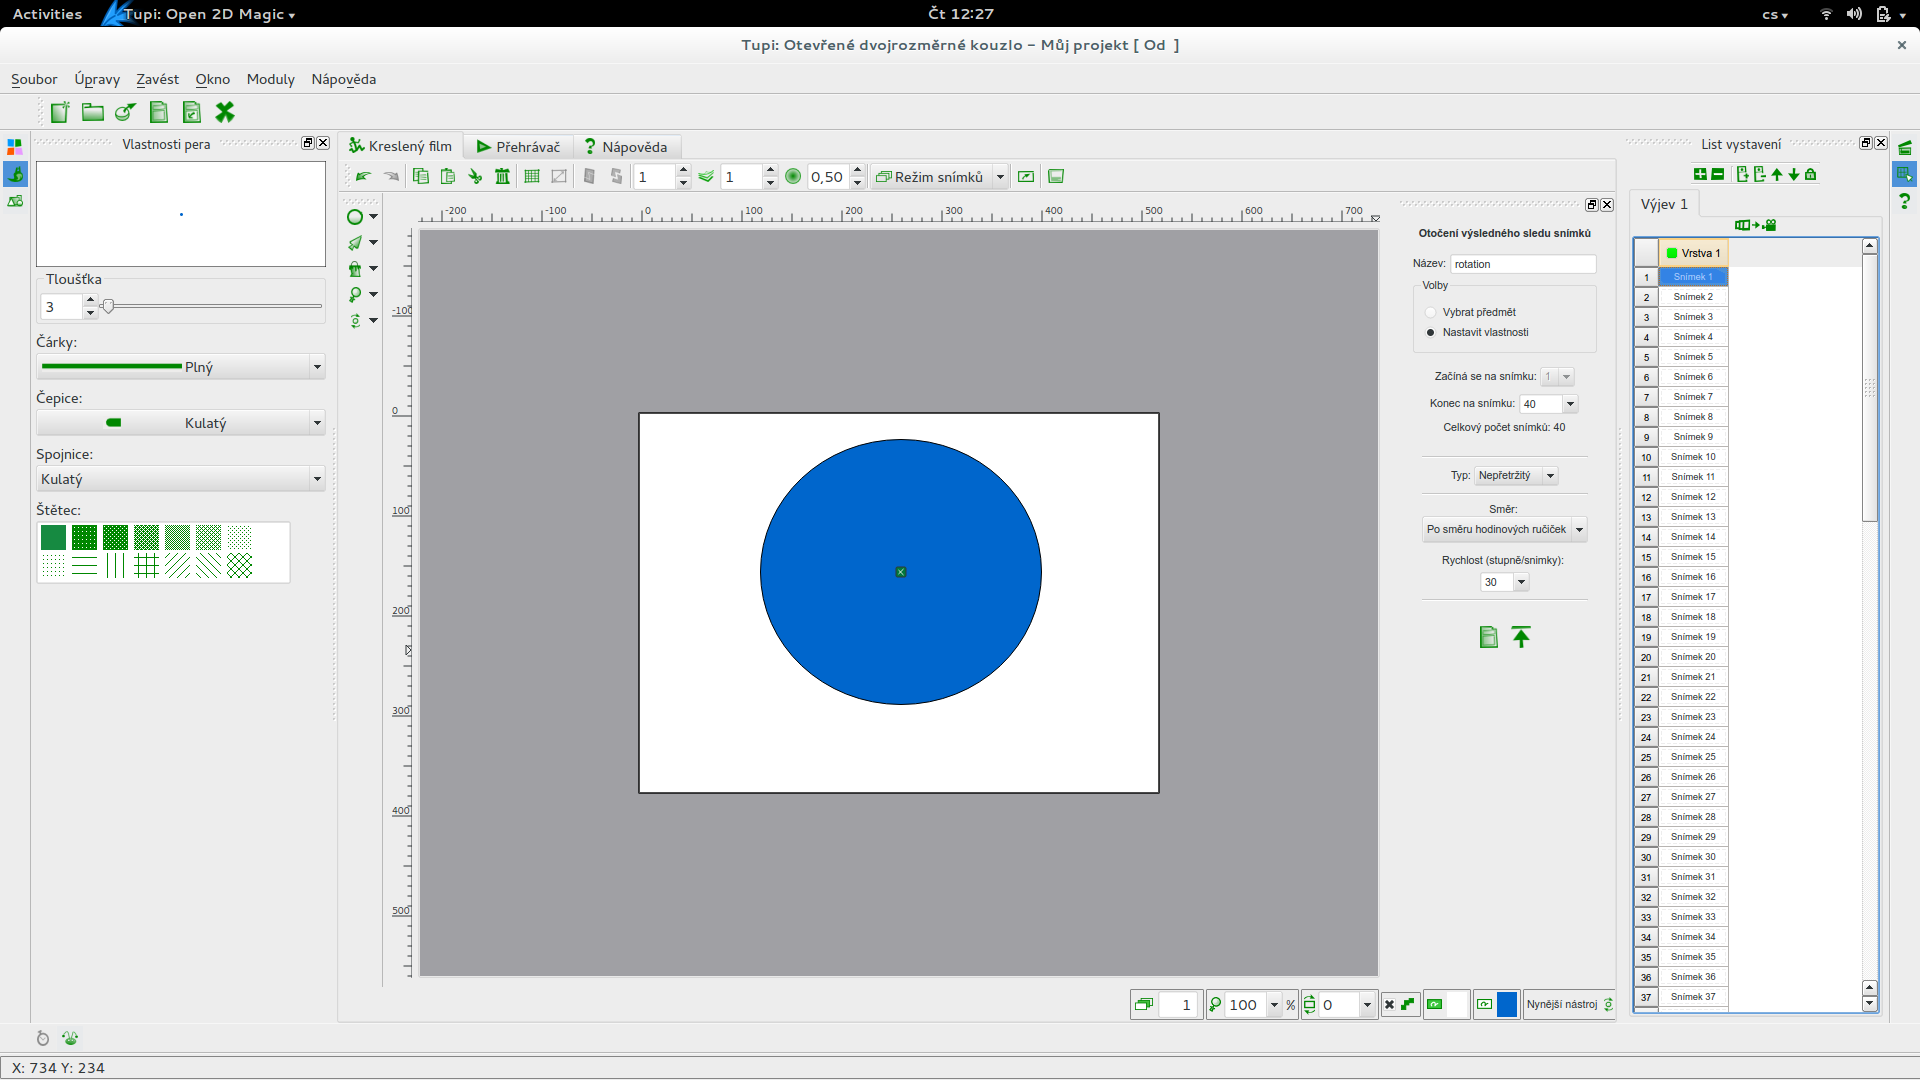 Activities Tupi: Open 2D Magic Čt 12:27 cs
Tupi: Otevřené dvojrozměrné kouzlo – Můj projekt [ Od ]
Soubor Úpravy Zavést Okno Moduly Nápověda
Vlastnosti pera
Tloušťka
3
Čárky:
Plný
Čepice:
Kulatý
Spojnice:
Kulatý
Štětec:
Kreslený film Přehrávač Nápověda
1 1 0,50 Režim snímků
-200 -100 0 100 200 300 400 500 600 700
-100
0
100
200
300
400
500
Otočení výsledného sledu snímků
Název: rotation
Volby
Vybrat předmět
Nastavit vlastnosti
Začíná se na snímku: 1
Konec na snímku: 40
Celkový počet snímků: 40
Typ: Nepřetržitý
Směr:
Po směru hodinových ručiček
Rychlost (stupně/snimky):
30
1 100 % 0 Nynější nástroj
List vystavení
Výjev 1
Vrstva 1
1 Snímek 1
2 Snímek 2
3 Snímek 3
4 Snímek 4
5 Snímek 5
6 Snímek 6
7 Snímek 7
8 Snímek 8
9 Snímek 9
10 Snímek 10
11 Snímek 11
12 Snímek 12
13 Snímek 13
14 Snímek 14
15 Snímek 15
16 Snímek 16
17 Snímek 17
18 Snímek 18
19 Snímek 19
20 Snímek 20
21 Snímek 21
22 Snímek 22
23 Snímek 23
24 Snímek 24
25 Snímek 25
26 Snímek 26
27 Snímek 27
28 Snímek 28
29 Snímek 29
30 Snímek 30
31 Snímek 31
32 Snímek 32
33 Snímek 33
34 Snímek 34
35 Snímek 35
36 Snímek 36
37 Snímek 37
X: 734 Y: 234